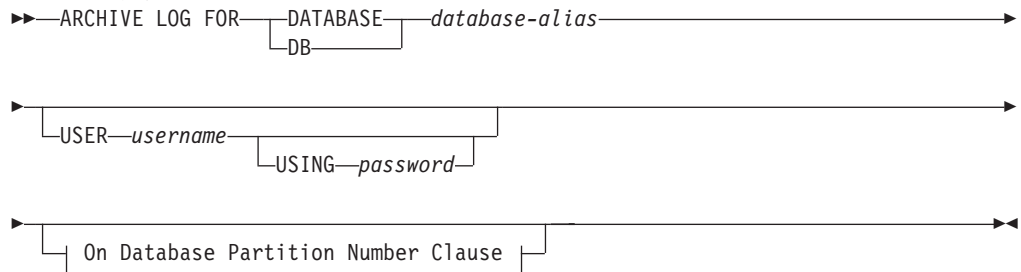 ARCHIVE LOG FOR DATABASE database-alias
DB
USER username
USING password
On Database Partition Number Clause